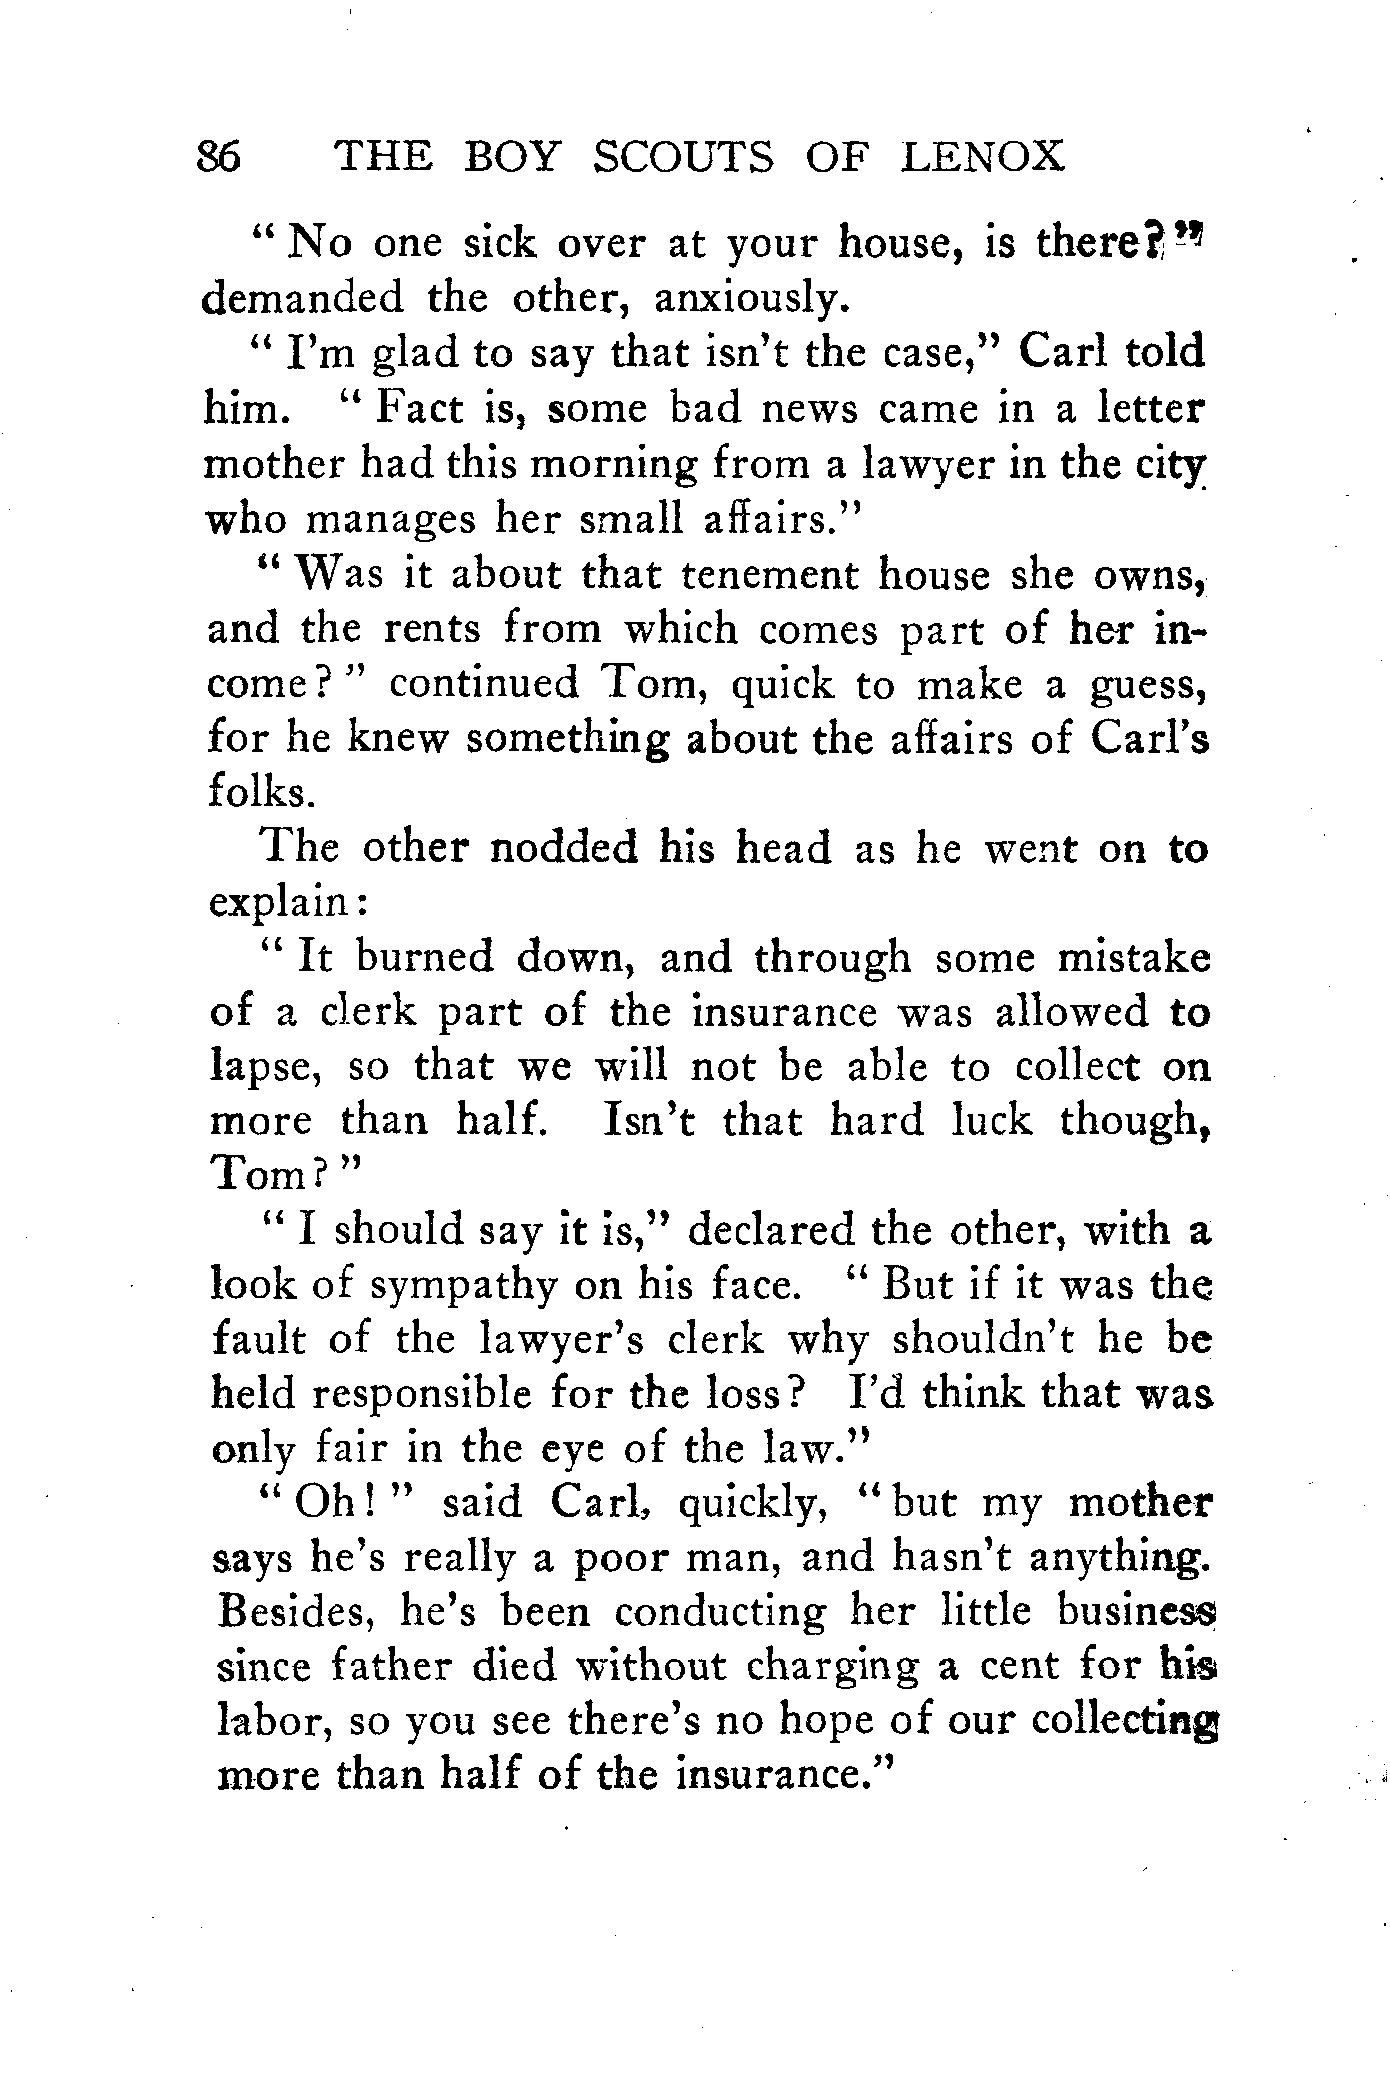 86 THE BOY SCOUTS OF LENOX
“ No one sick over at your house, is there? ”
demanded the other, anxiously.
“ I’m glad to say that isn’t the case,” Carl told
him. “ Fact is, some bad news came in a letter
mother had this morning from a lawyer in the city
who manages her small affairs.”
“ Was it about that tenement house she owns,
and the rents from which comes part of her in-
come? ” continued Tom, quick to make a guess,
for he knew something about the affairs of Carl’s
folks.
The other nodded his head as he went on to
explain:
“ It burned down, and through some mistake
of a clerk part of the insurance was allowed to
lapse, so that we will not be able to collect on
more than half. Isn’t that hard luck though,
Tom? ”
“ I should say it is,” declared the other, with a
look of sympathy on his face. “ But if it was the
fault of the lawyer’s clerk why shouldn’t he be
held responsible for the loss? I’d think that was
only fair in the eye of the law.”
“ Oh! ” said Carl, quickly, “ but my mother
says he’s really a poor man, and hasn’t anything.
Besides, he’s been conducting her little business
since father died without charging a cent for his
labor, so you see there’s no hope of our collecting
more than half of the insurance.”